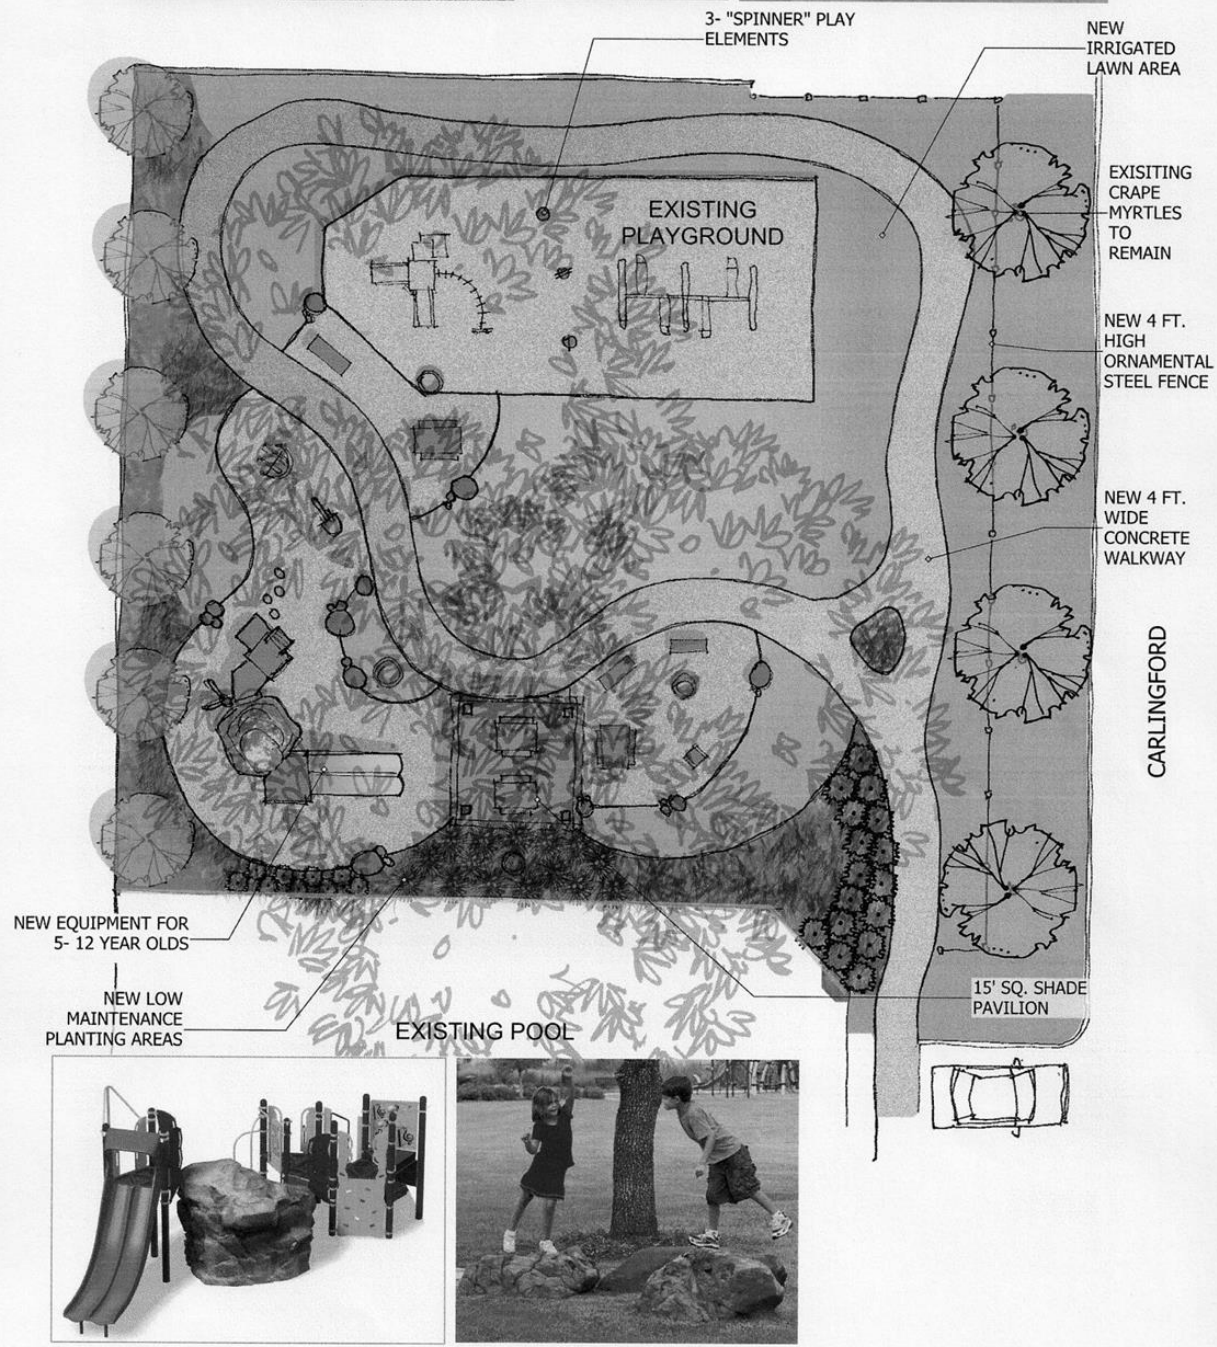 3- "SPINNER" PLAY
ELEMENTS
NEW
IRRIGATED
LAWN AREA
EXISTING
PLAYGROUND
EXISITING
CRAPE
MYRTLES
TO
REMAIN
NEW 4 FT.
HIGH
ORNAMENTAL
STEEL FENCE
NEW 4 FT.
WIDE
CONCRETE
WALKWAY
CARLINGFORD
NEW EQUIPMENT FOR
5- 12 YEAR OLDS
NEW LOW
MAINTENANCE
PLANTING AREAS
15' SQ. SHADE
PAVILION
EXISTING POOL